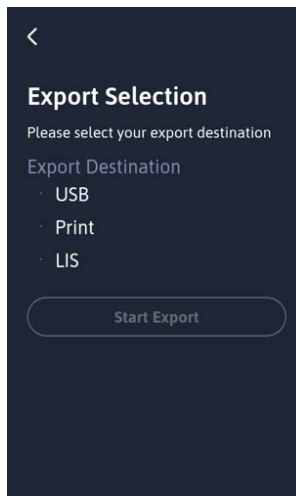 Export Selection
Please select your export destination
Export Destination
USB
Print
LIS
Start Export